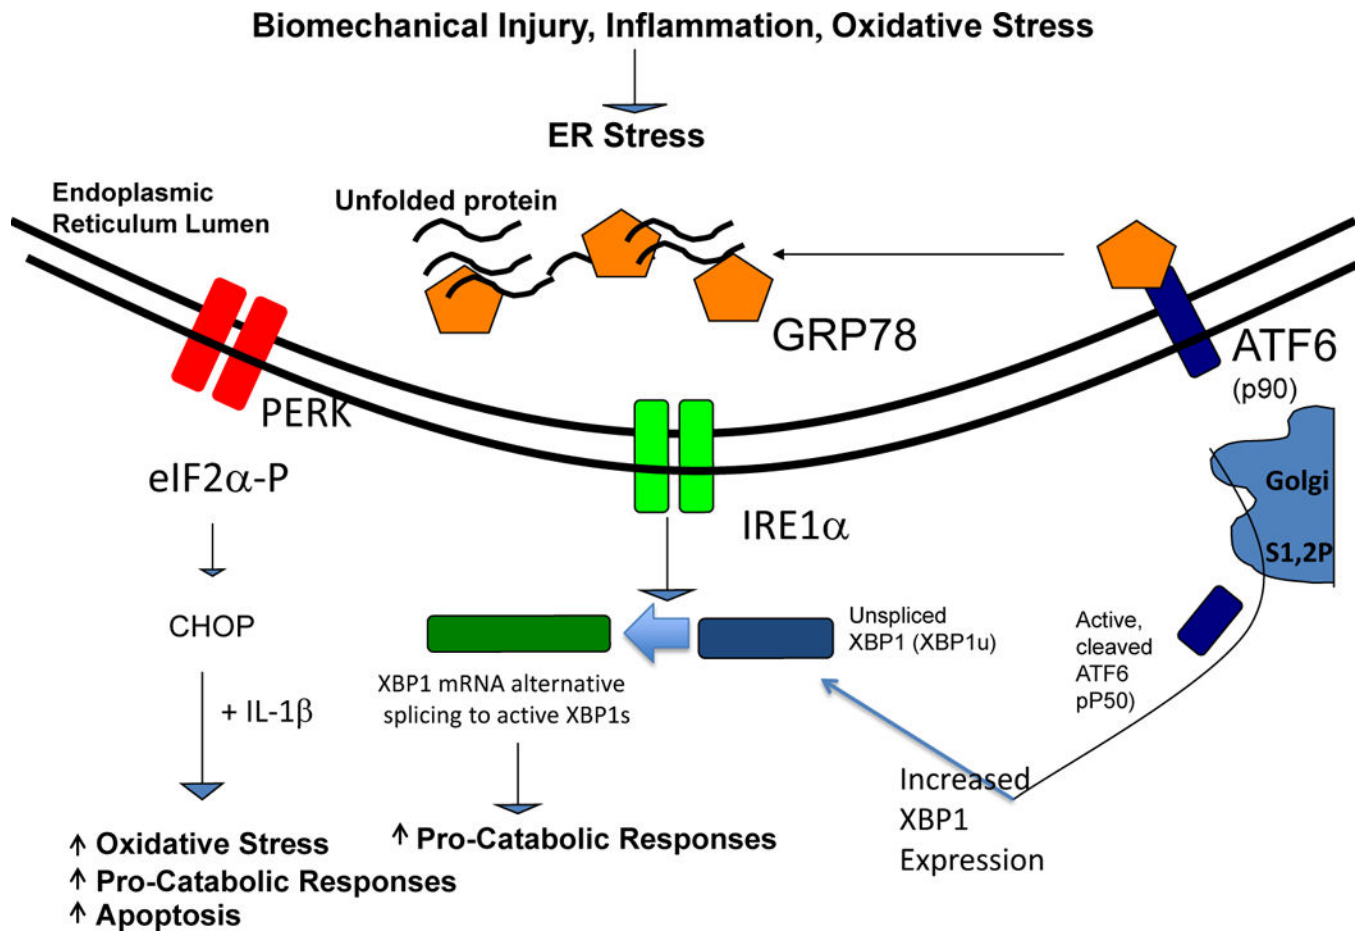 Biomechanical Injury, Inflammation, Oxidative Stress
ER Stress
Endoplasmic
Reticulum Lumen
Unfolded protein
GRP78
ATF6
(p90)
PERK
eIF2α-P
IRE1α
Golgi
S1,2P
CHOP
+ IL-1β
Unspliced
XBP1 (XBP1u)
XBP1 mRNA alternative
splicing to active XBP1s
Active,
cleaved
ATF6
pP50)
Increased
XBP1
Expression
↑ Oxidative Stress
↑ Pro-Catabolic Responses
↑ Apoptosis
↑ Pro-Catabolic Responses